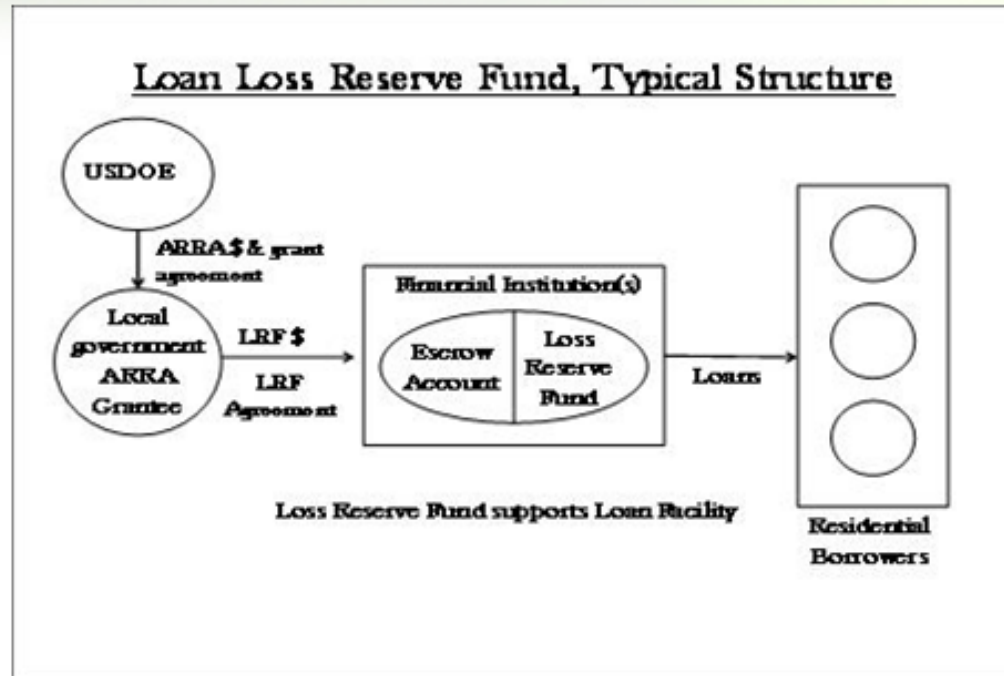 Loan Loss Reserve Fund, Typical Structure
USDOE
ARRA $ & grant
agreement
Local
government
ARRA
Grantee
LRF $
LRF
Agreement
Financial Institution(s)
Escrow
Account
Loss
Reserve
Fund
Loans
Residential
Borrowers
Loss Reserve Fund supports Loan Facility